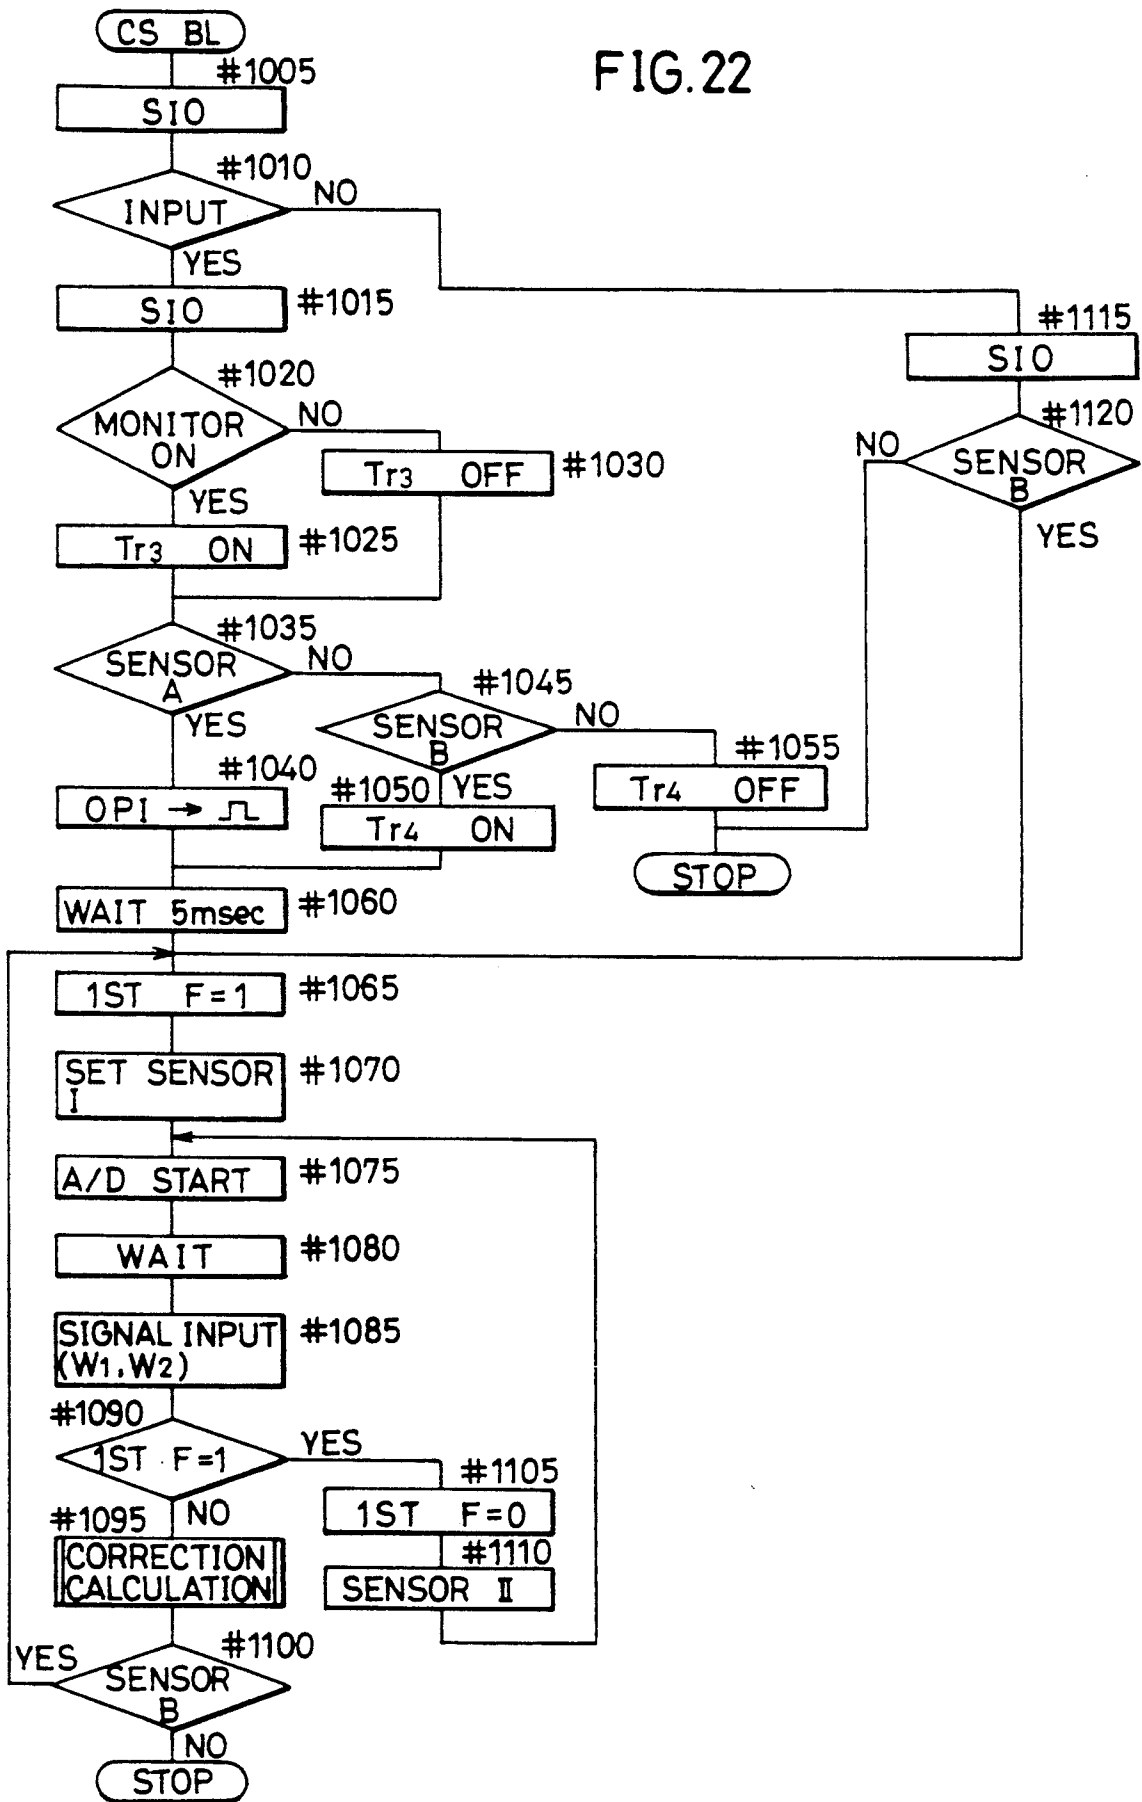 CS BL
FIG.22
#1005
SIO
#1010
INPUT
NO
YES
SIO
#1015
#1115
SIO
#1020
MONITOR
ON
NO
YES
#1120
SENSOR
B
NO
YES
Tr3 OFF
#1030
Tr3 ON
#1025
#1035
SENSOR
A
NO
YES
#1045
SENSOR
B
NO
YES
#1055
Tr4 OFF
#1040
OPI →
#1050
Tr4 ON
STOP
WAIT 5msec
#1060
1ST F=1
#1065
SET SENSOR
I
#1070
A/D START
#1075
WAIT
#1080
SIGNAL INPUT
(W1,W2)
#1085
#1090
1ST F=1
YES
NO
#1105
1ST F=0
#1095
CORRECTION
CALCULATION
#1110
SENSOR II
#1100
YES
SENSOR
B
NO
STOP